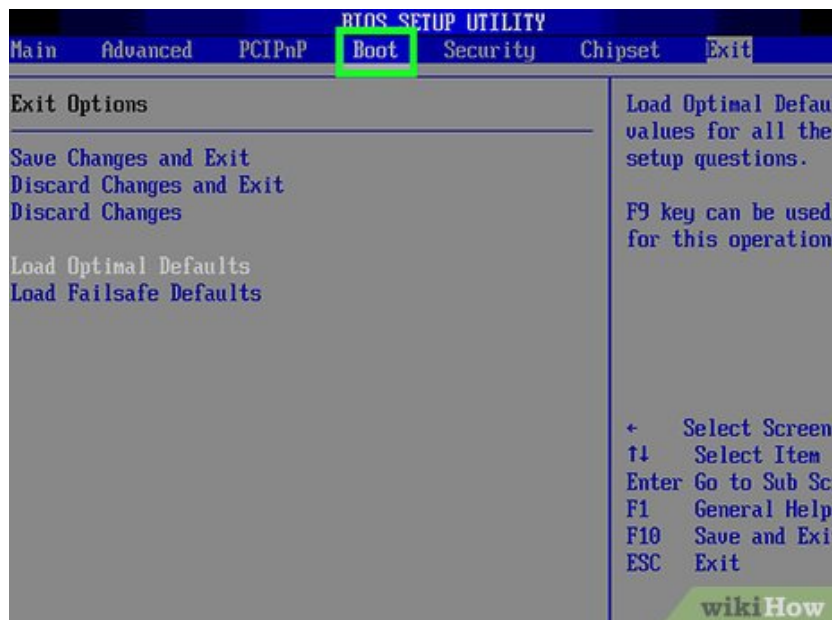 BIOS SETUP UTILITY
Main Advanced PCIPnP Boot Security Chipset Exit
Exit Options
Save Changes and Exit
Discard Changes and Exit
Discard Changes
Load Optimal Defaults
Load Failsafe Defaults
Load Optimal Defau
values for all the
setup questions.
F9 key can be used
for this operation
← Select Screen
↑↓ Select Item
Enter Go to Sub Sc
F1 General Help
F10 Save and Exi
ESC Exit
wikiHow